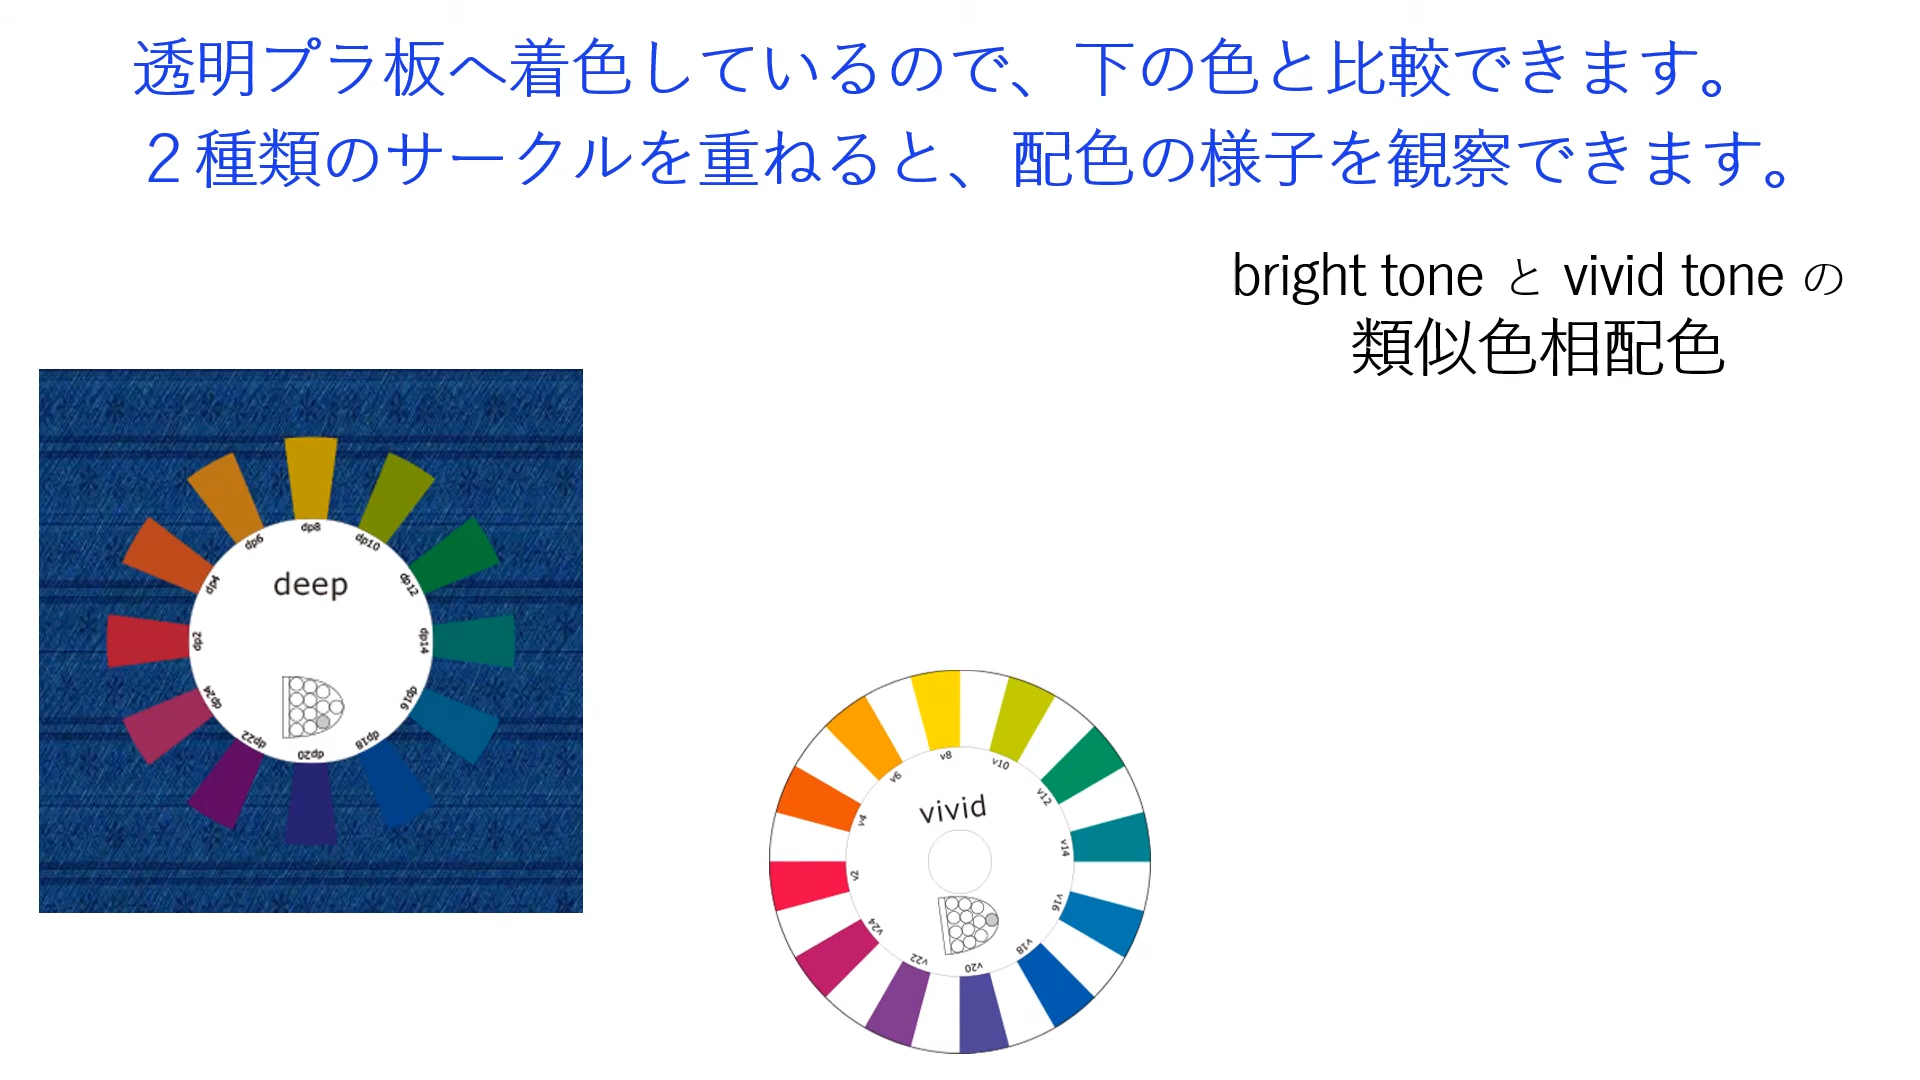 透明プラ板へ着色しているので、下の色と比較できます。
２種類のサークルを重ねると、配色の様子を観察できます。
bright tone と vivid tone の
類似色相配色
deep
dp2
dp4
dp6
dp8
dp10
dp12
dp14
dp16
dp18
dp20
dp22
dp24
vivid
v2
v4
v6
v8
v10
v12
v14
v16
v18
v20
v22
v24